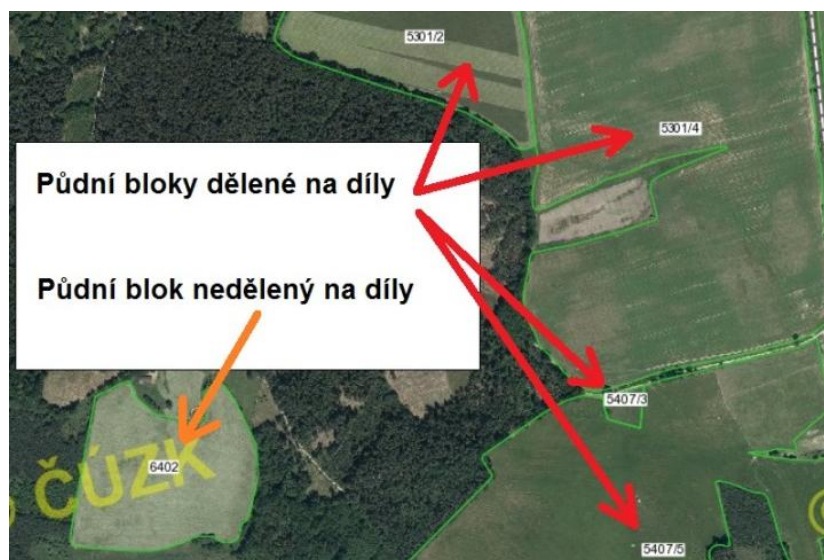 5301/2
5301/4
Půdní bloky dělené na díly
Půdní blok nedělený na díly
5407/3
6402
ČÚZK
5407/5
©